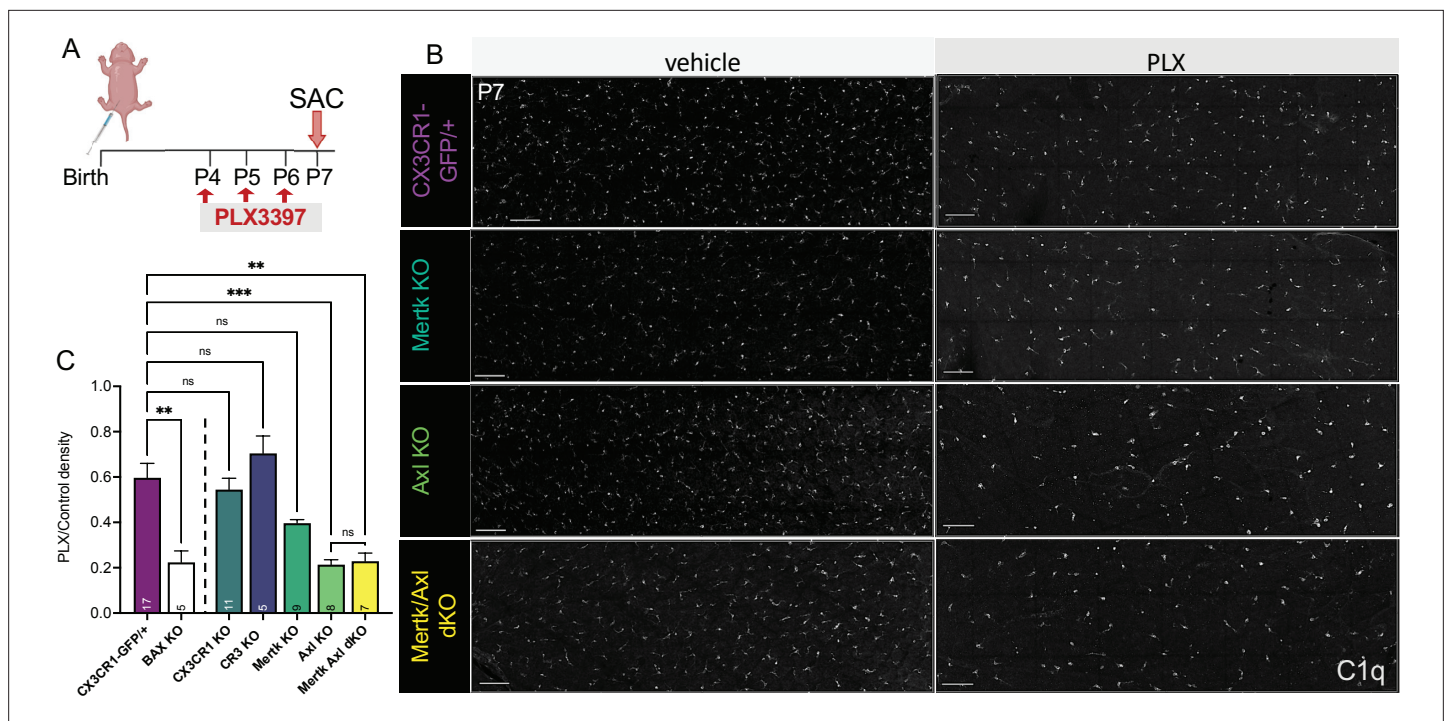 A
SAC
Birth
P4
P5
P6
P7
PLX3397
B
vehicle
PLX
P7
CX3CR1-
GFP/+
Mertk KO
Axl KO
Mertk/Axl
dKO
C1q
C
**
***
ns
ns
ns
**
ns
PLX/Control density
1.0
0.8
0.6
0.4
0.2
0.0
17
5
11
5
9
8
7
CX3CR1-GFP/+
BAX KO
CX3CR1 KO
CR3 KO
Mertk KO
Axl KO
Mertk Axl dKO